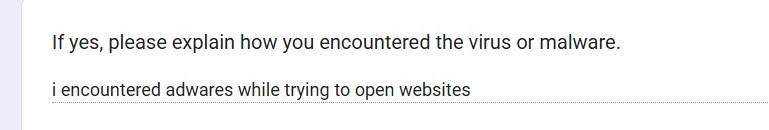 If yes, please explain how you encountered the virus or malware.
i encountered adwares while trying to open websites